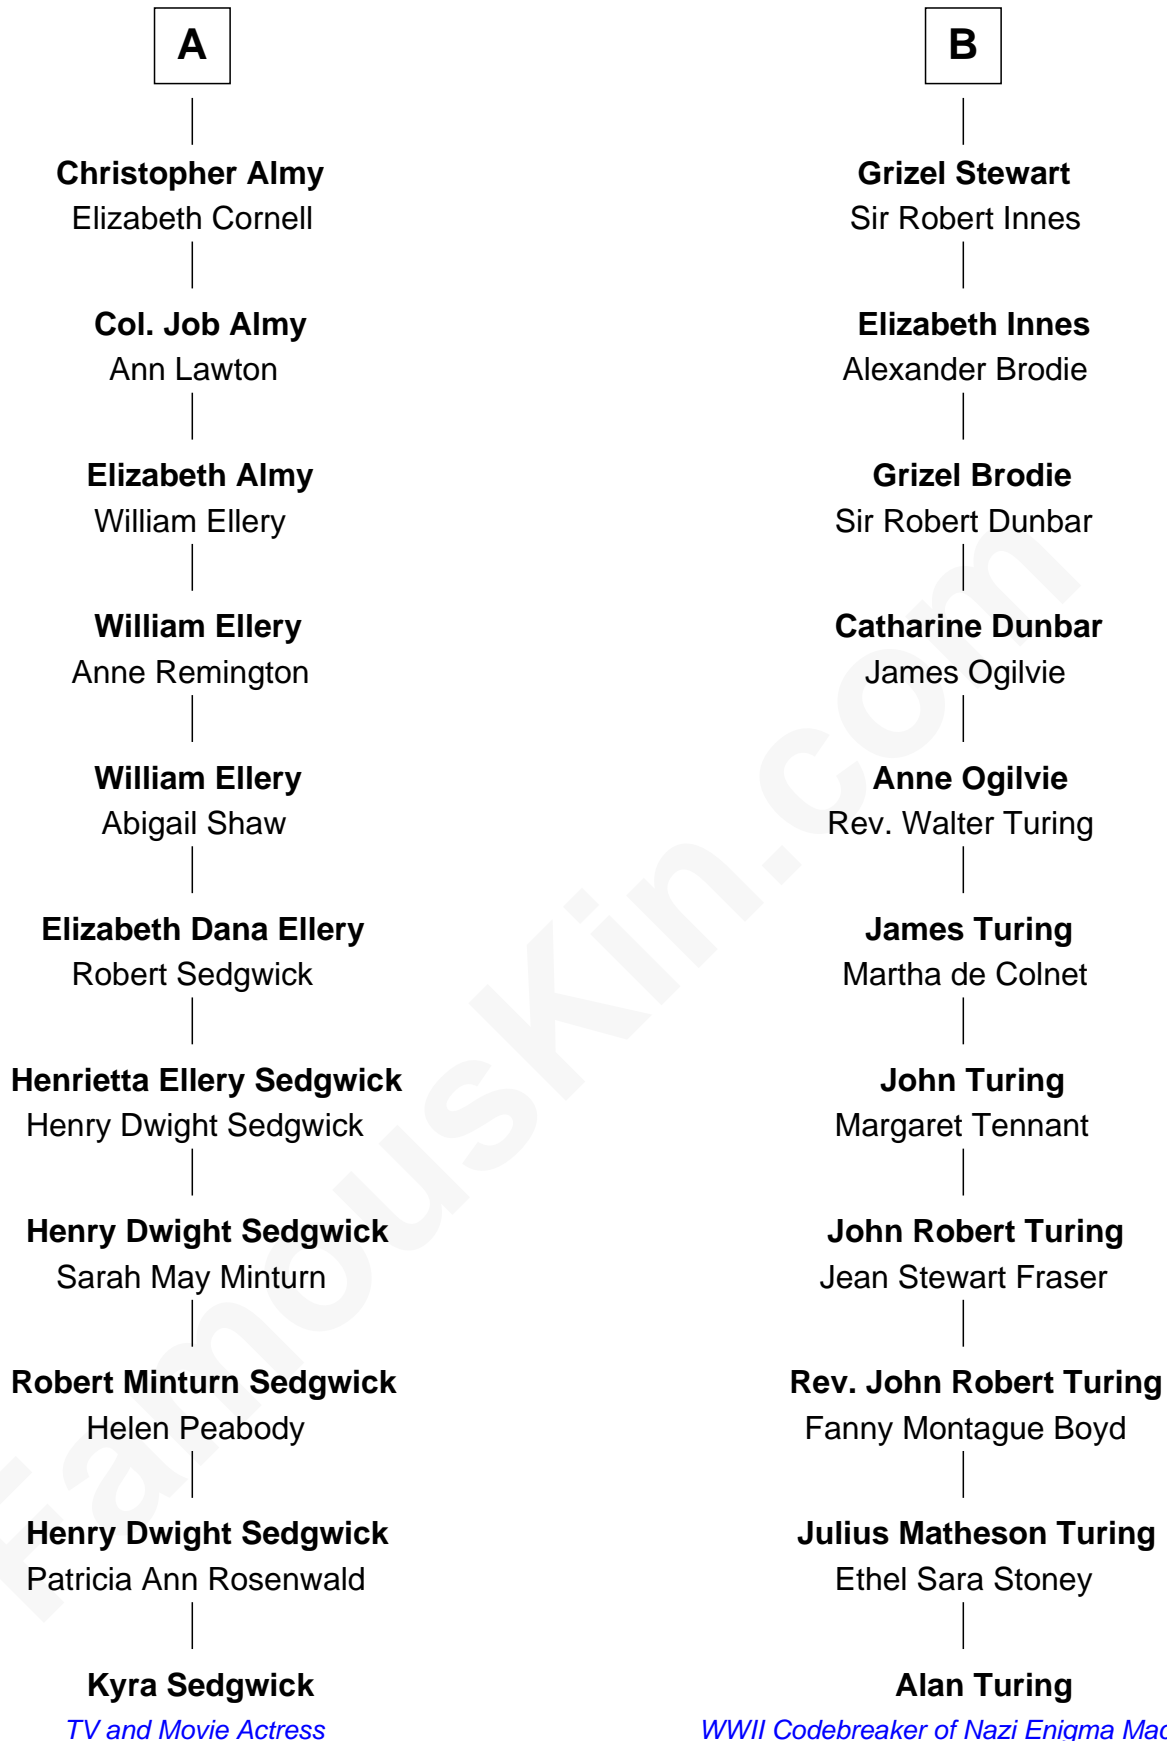 A
Christopher Almy
Elizabeth Cornell
Col. Job Almy
Ann Lawton
Elizabeth Almy
William Ellery
William Ellery
Anne Remington
William Ellery
Abigail Shaw
Elizabeth Dana Ellery
Robert Sedgwick
Henrietta Ellery Sedgwick
Henry Dwight Sedgwick
Henry Dwight Sedgwick
Sarah May Minturn
Robert Minturn Sedgwick
Helen Peabody
Henry Dwight Sedgwick
Patricia Ann Rosenwald
Kyra Sedgwick
TV and Movie Actress
B
Grizel Stewart
Sir Robert Innes
Elizabeth Innes
Alexander Brodie
Grizel Brodie
Sir Robert Dunbar
Catharine Dunbar
James Ogilvie
Anne Ogilvie
Rev. Walter Turing
James Turing
Martha de Colnet
John Turing
Margaret Tennant
John Robert Turing
Jean Stewart Fraser
Rev. John Robert Turing
Fanny Montague Boyd
Julius Matheson Turing
Ethel Sara Stoney
Alan Turing
WWII Codebreaker of Nazi Enigma
FamousKin.com